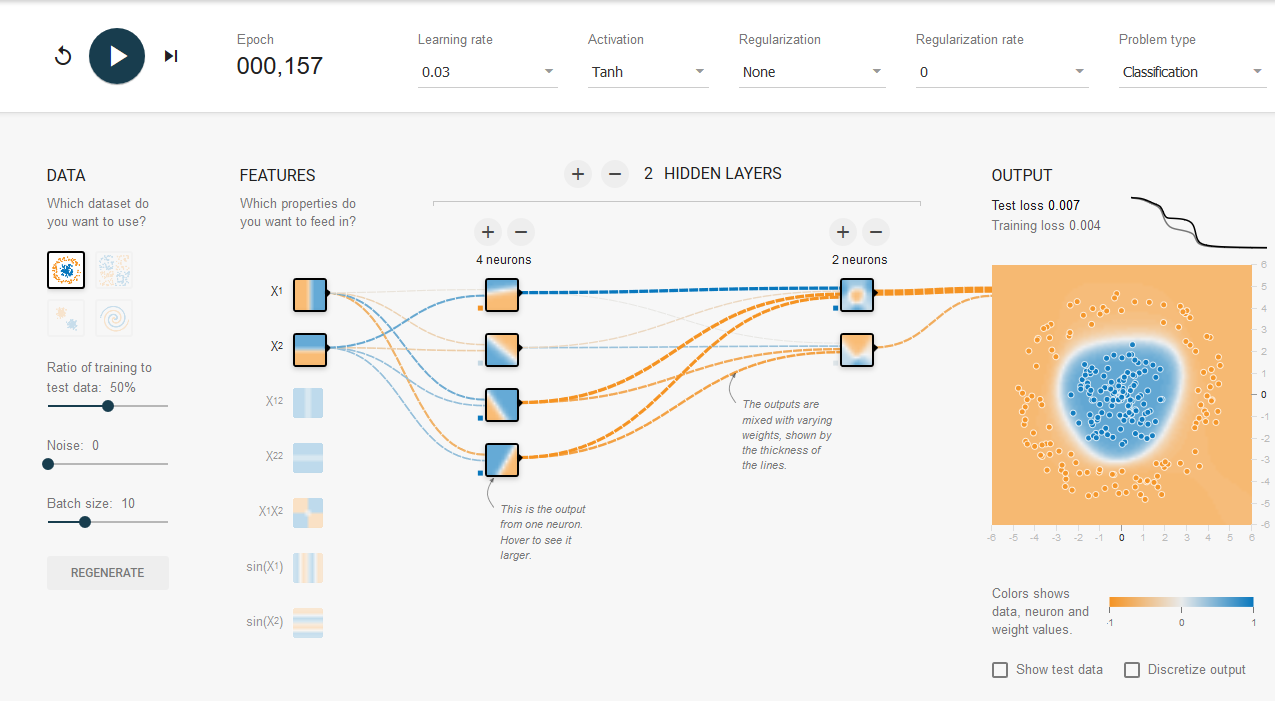 Epoch
000,157
Learning rate
0.03
Activation
Tanh
Regularization
None
Regularization rate
0
Problem type
Classification
DATA
Which dataset do
you want to use?
Ratio of training to
test data: 50%
Noise: 0
Batch size: 10
REGENERATE
FEATURES
Which properties do
you want to feed in?
X1
X2
X12
X22
X1X2
sin(X1)
sin(X2)
+ − 2 HIDDEN LAYERS
+ −
4 neurons
+ −
2 neurons
This is the output
from one neuron.
Hover to see it
larger.
The outputs are
mixed with varying
weights, shown by
the thickness of
the lines.
OUTPUT
Test loss 0.007
Training loss 0.004
6
5
4
3
2
1
0
-1
-2
-3
-4
-5
-6
-6 -5 -4 -3 -2 -1 0 1 2 3 4 5 6
Colors shows
data, neuron and
weight values.
-1 0 1
Show test data
Discretize output